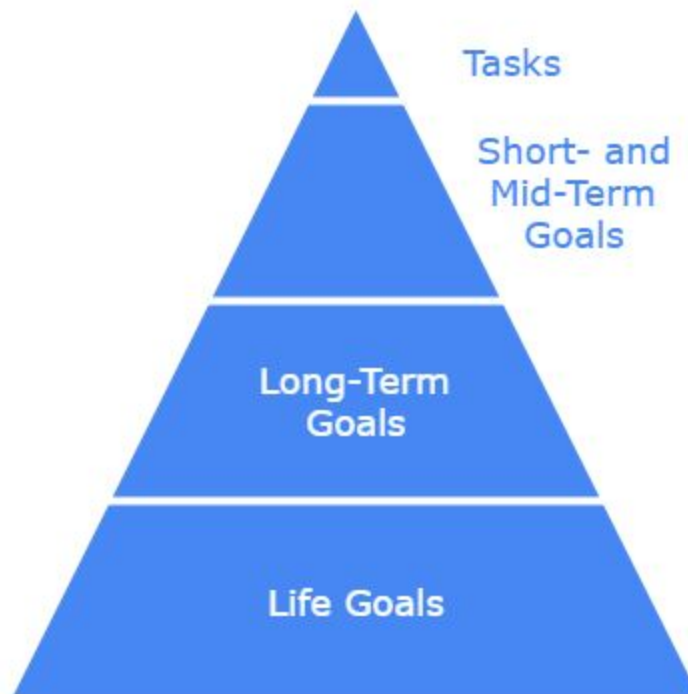 Tasks
Short- and
Mid-Term
Goals
Long-Term
Goals
Life Goals